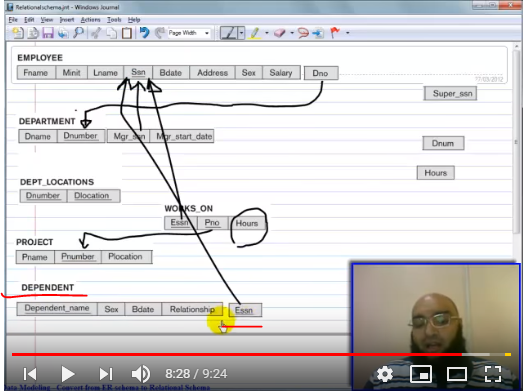 Relationalschema.jnt - Windows Journal
File Edit View Insert Actions Tools Help
Page Width
EMPLOYEE
Fname Minit Lname Ssn Bdate Address Sex Salary Dno
Super_ssn
DEPARTMENT
Dname Dnumber Mgr_ssn Mgr_start_date
Dnum
DEPT_LOCATIONS
Hours
Dnumber Dlocation
WORKS_ON
Essn Pno Hours
PROJECT
Pname Pnumber Plocation
DEPENDENT
Dependent_name Sex Bdate Relationship Essn
8:28 / 9:24
Data Modeling - Convert from ER schema to Relational Schema